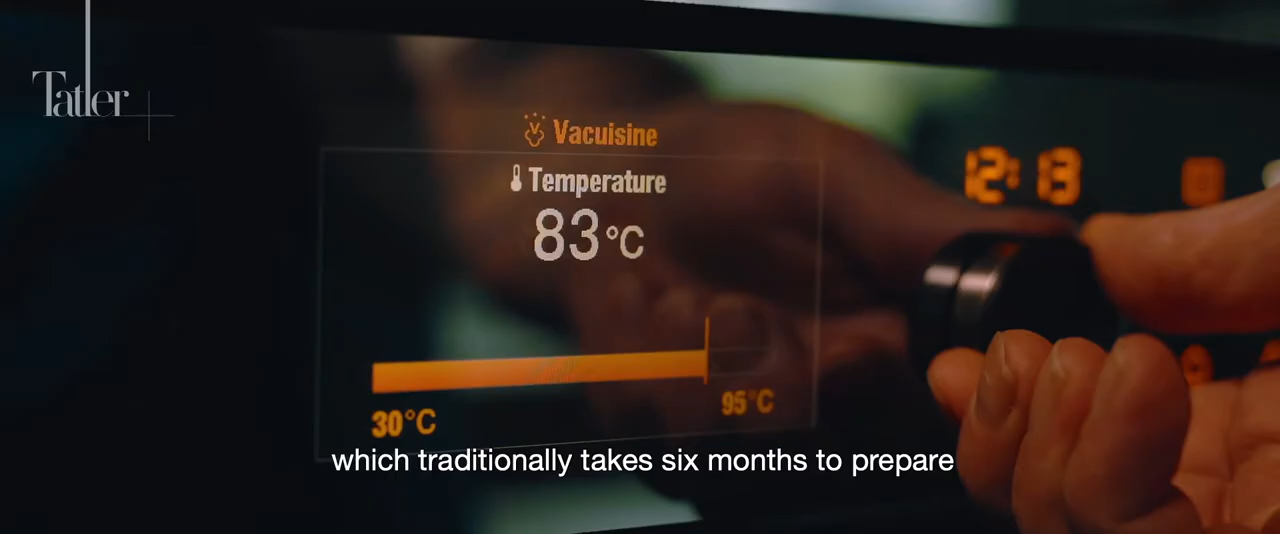 Tatler
Vacuisine
Temperature
83°C
12:13
30°C
95°C
which traditionally takes six months to prepare